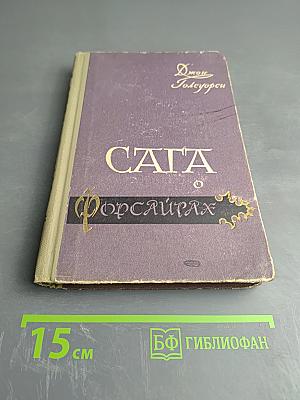 Джон
Голсуорси
САГА
О
ФОРСАЙТАХ
15 см
БФ ГИБЛИОФАН